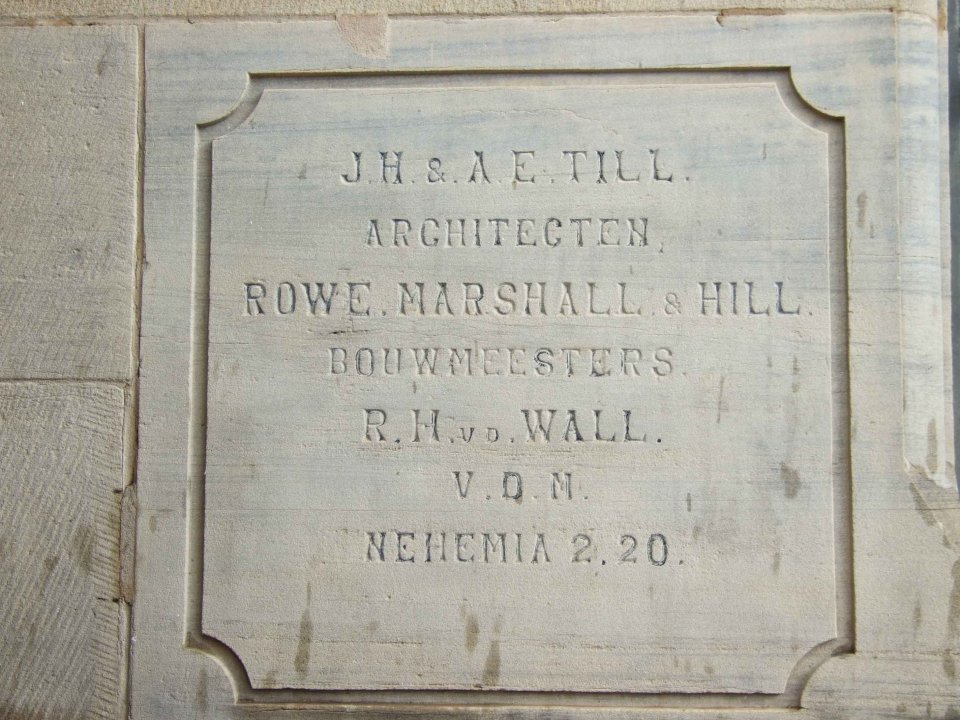 J.H. & A.E. TILL.
ARCHITECTEN,
ROWE. MARSHALL & HILL.
BOUWMEESTERS.
R.H. v D. WALL.
V.D.M.
NEHEMIA 2.20.